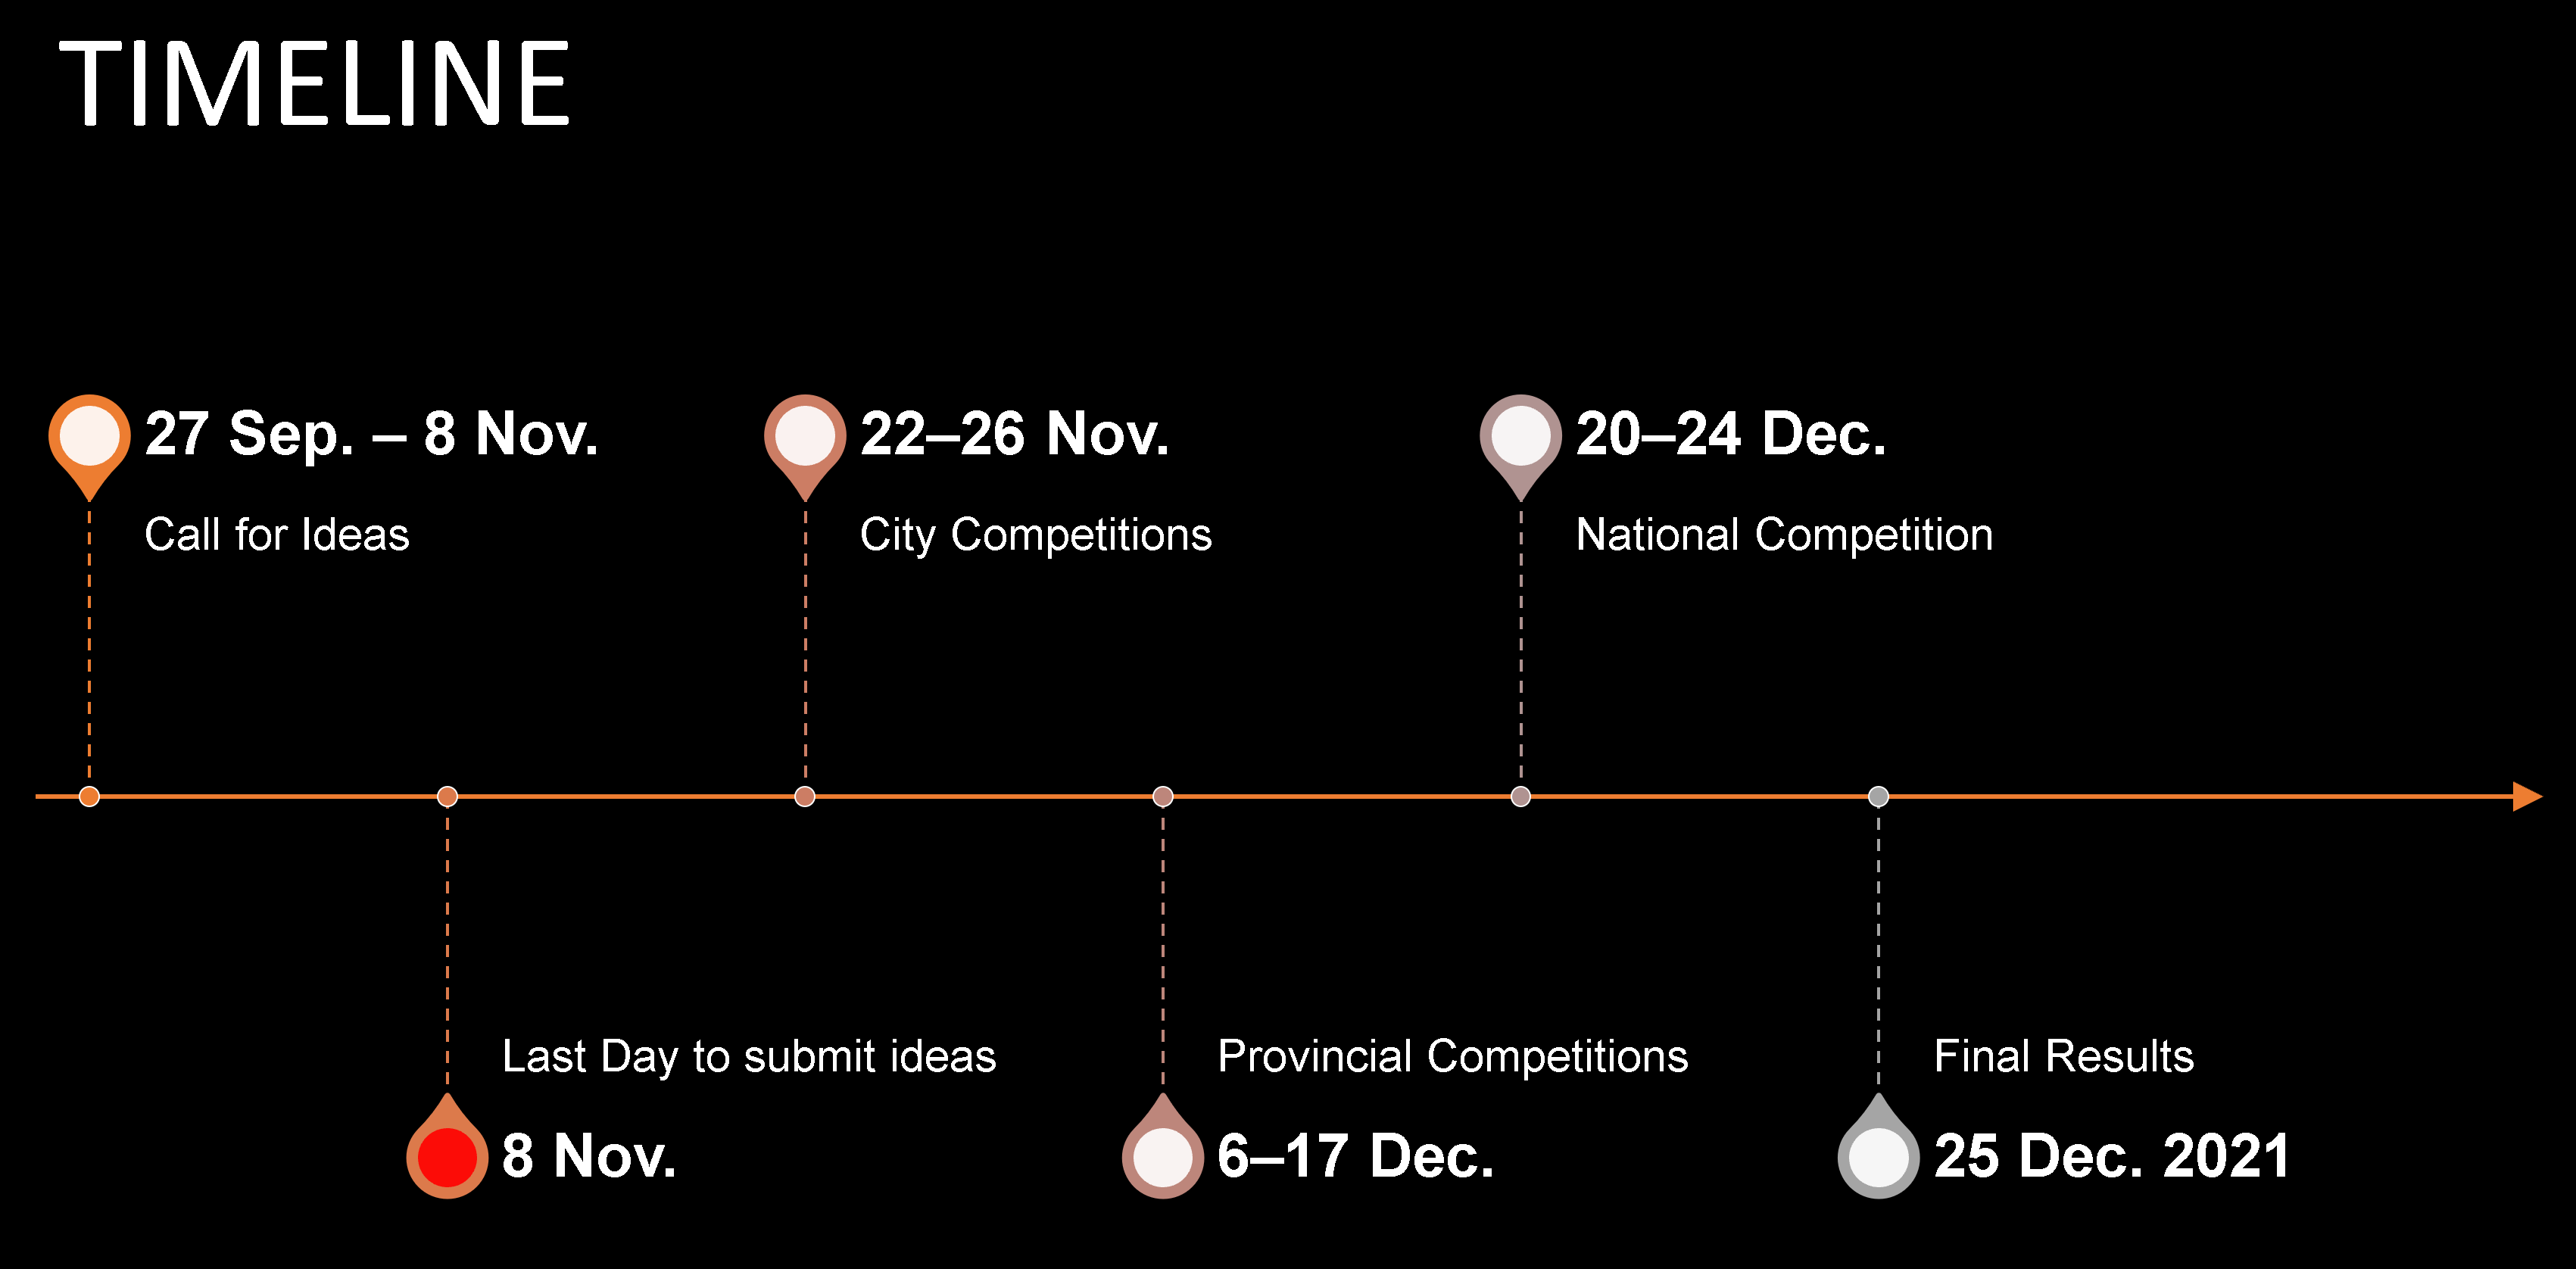 TIMELINE
27 Sep. – 8 Nov.
Call for Ideas
Last Day to submit ideas
8 Nov.
22–26 Nov.
City Competitions
Provincial Competitions
6–17 Dec.
20–24 Dec.
National Competition
Final Results
25 Dec. 2021